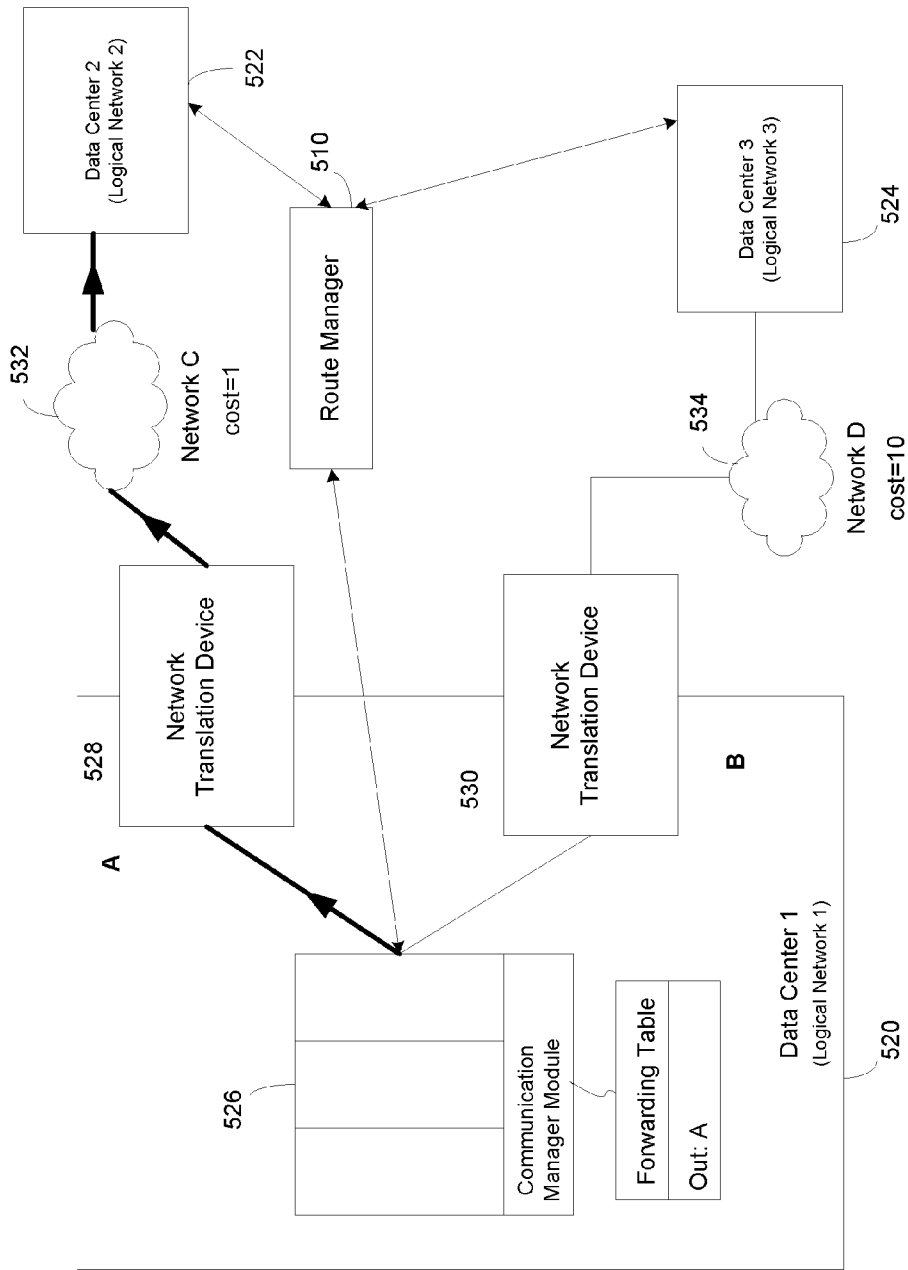 Data Center 2
(Logical Network 2)
522
532
Network C
cost=1
510
Route Manager
Data Center 3
(Logical Network 3)
524
534
Network D
cost=10
A
528
Network
Translation Device
530
Network
Translation Device
B
526
Communication
Manager Module
Forwarding Table
Out: A
Data Center 1
(Logical Network 1)
520